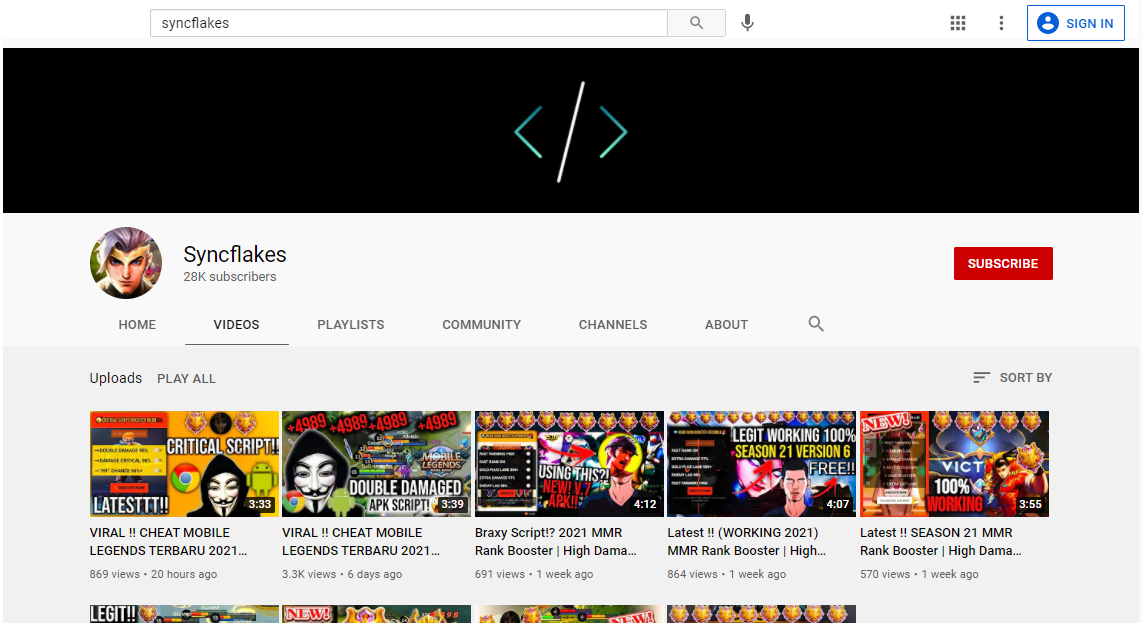 syncflakes
SIGN IN
Syncflakes
28K subscribers
SUBSCRIBE
HOME VIDEOS PLAYLISTS COMMUNITY CHANNELS ABOUT
Uploads PLAY ALL
SORT BY
CRITICAL SCRIPT!!
LATESTTT!!
3:33
+4989 +4989 +4989 +4989
MOBILE
LEGENDS
DOUBLE DAMAGED
APK SCRIPT!
3:39
USING THIS?!
NEW!
APK!
4:12
LEGIT WORKING 100%
SEASON 21 VERSION 6
FREE!!
4:07
NEW!
VICT
100%
WORKING
3:55
VIRAL !! CHEAT MOBILE
LEGENDS TERBARU 2021...
869 views • 20 hours ago
VIRAL !! CHEAT MOBILE
LEGENDS TERBARU 2021...
3.3K views • 6 days ago
Braxy Script!? 2021 MMR
Rank Booster | High Dama...
691 views • 1 week ago
Latest !! (WORKING 2021)
MMR Rank Booster | High...
864 views • 1 week ago
Latest !! SEASON 21 MMR
Rank Booster | High Dama...
570 views • 1 week ago
LEGIT!!
NEW!
NEW!